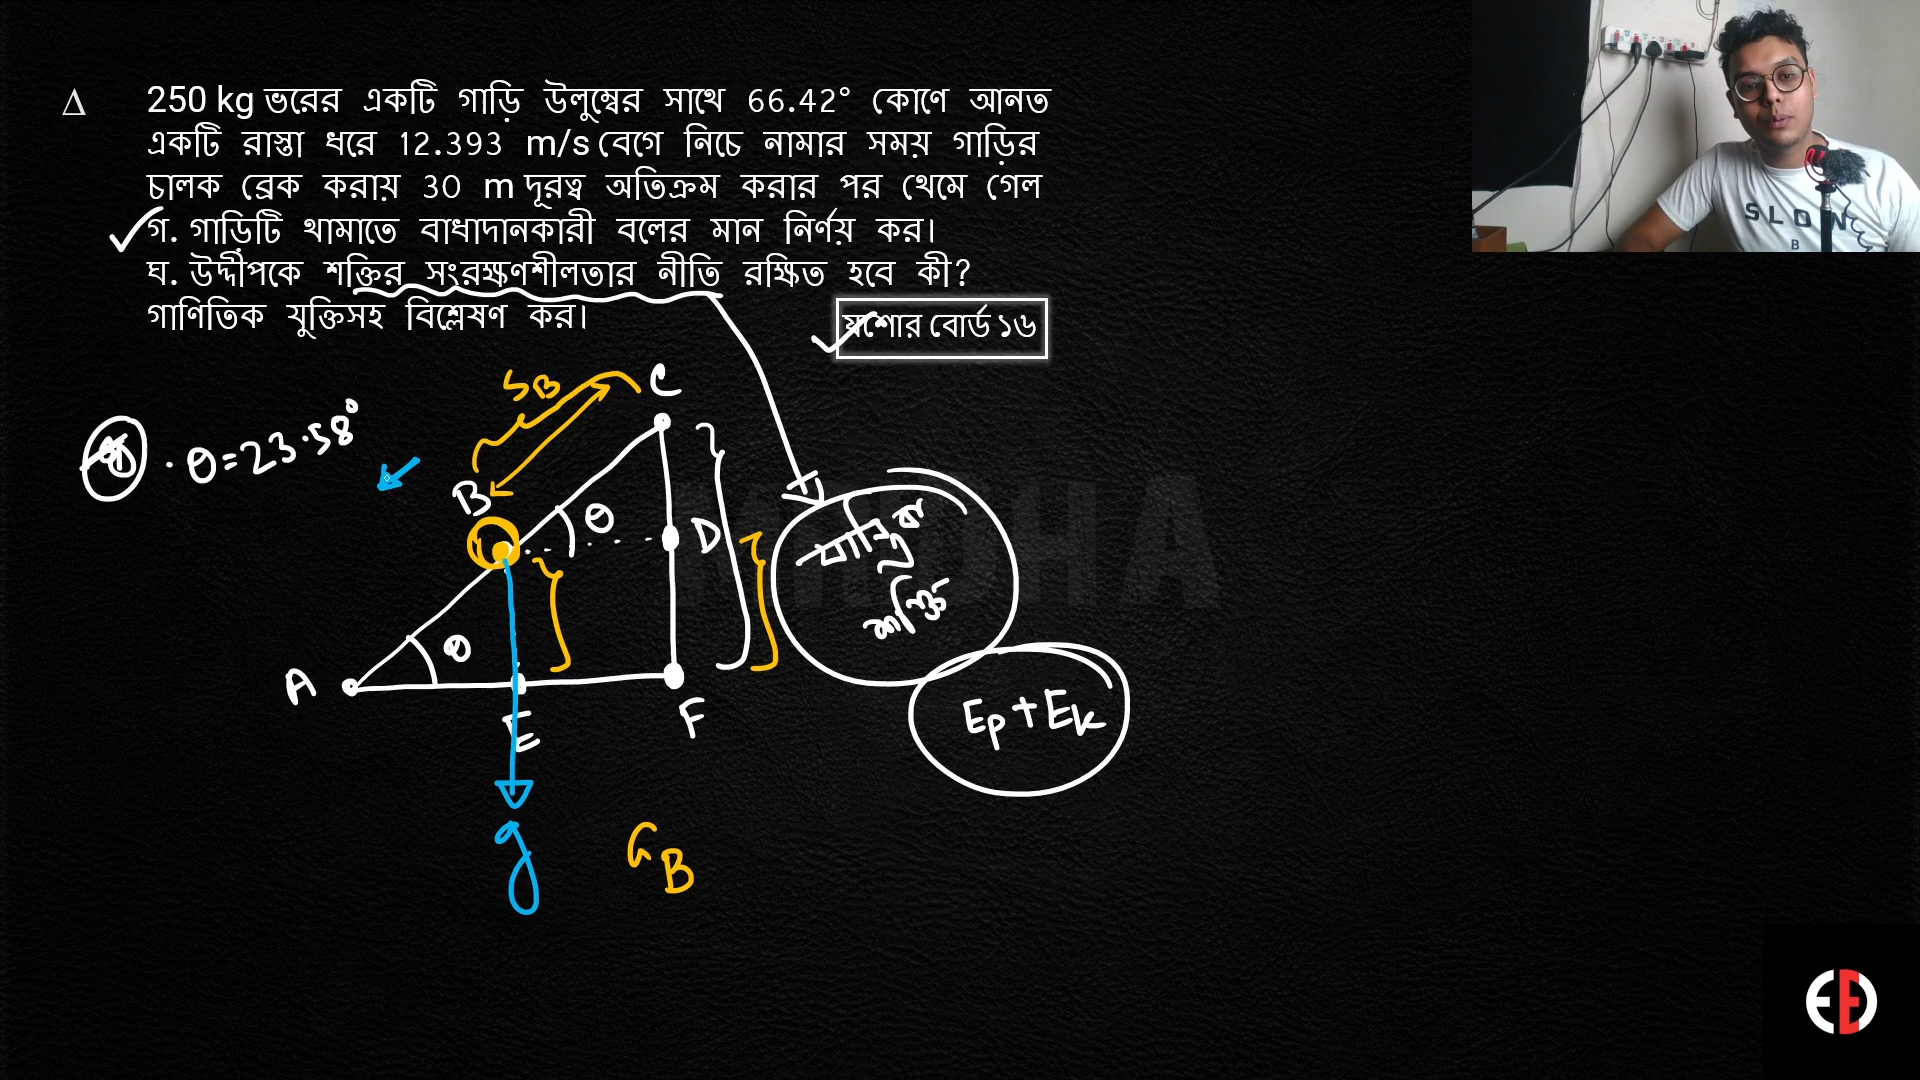 Δ 250 kg ভরের একটি গাড়ি উলুম্বের সাথে 66.42° কোণে আনত
একটি রাস্তা ধরে 12.393 m/s বেগে নিচে নামার সময় গাড়ির
চালক ব্রেক করায় 30 m দূরত্ব অতিক্রম করার পর থেমে গেল
গ. গাড়িটি থামাতে বাধাদানকারী বলের মান নির্ণয় কর।
ঘ. উদ্দীপকে শক্তির সংরক্ষণশীলতার নীতি রক্ষিত হবে কী?
গাণিতিক যুক্তিসহ বিশ্লেষণ কর।
যশোর বোর্ড ১৬
S_B
C
θ=23.58°
B
θ
D
যান্ত্রিক
শক্তি
θ
A
E
F
Ep+Ek
g
B
SLOW
B